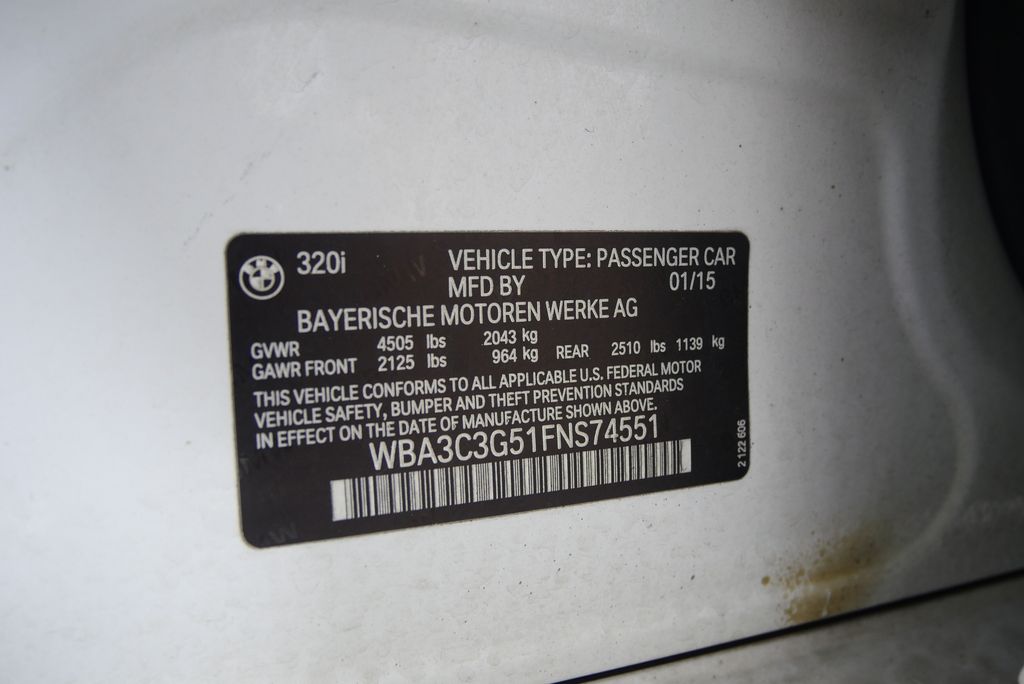 320i VEHICLE TYPE: PASSENGER CAR
MFD BY 01/15
BAYERISCHE MOTOREN WERKE AG
GVWR 4505 lbs 2043 kg
GAWR FRONT 2125 lbs 964 kg REAR 2510 lbs 1139 kg
THIS VEHICLE CONFORMS TO ALL APPLICABLE U.S. FEDERAL MOTOR
VEHICLE SAFETY, BUMPER AND THEFT PREVENTION STANDARDS
IN EFFECT ON THE DATE OF MANUFACTURE SHOWN ABOVE.
WBA3C3G51FNS74551
2 122 606